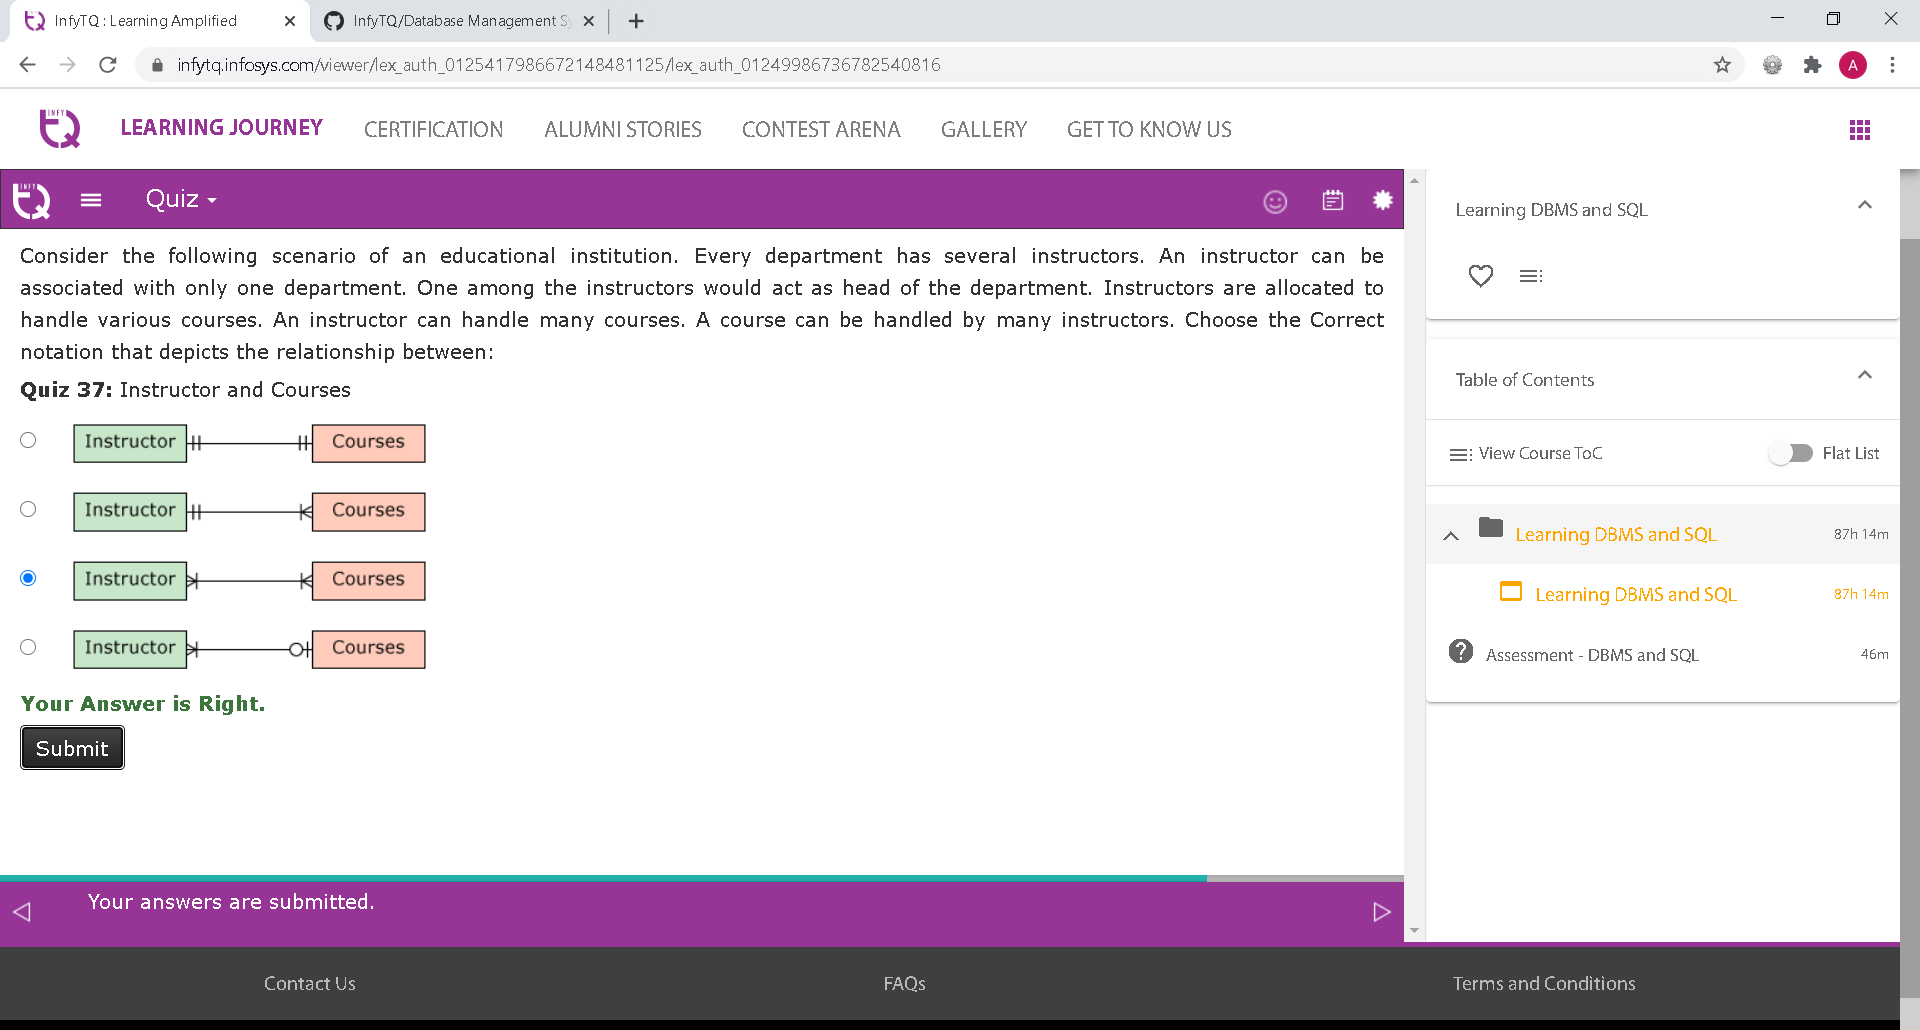 InfyTQ : Learning Amplified
InfyTQ/Database Management
infytq.infosys.com/viewer/lex_auth_0125417986672148481125/lex_auth_01249986736782540816
A
INFY TQ
LEARNING JOURNEY
CERTIFICATION
ALUMNI STORIES
CONTEST ARENA
GALLERY
GET TO KNOW US
INFY TQ
Quiz
Consider the following scenario of an educational institution. Every department has several instructors. An instructor can be
associated with only one department. One among the instructors would act as head of the department. Instructors are allocated to
handle various courses. An instructor can handle many courses. A course can be handled by many instructors. Choose the Correct
notation that depicts the relationship between:
Quiz 37: Instructor and Courses
Instructor Courses
Instructor Courses
Instructor Courses
Instructor Courses
Your Answer is Right.
Submit
Your answers are submitted.
Learning DBMS and SQL
Table of Contents
View Course ToC
Flat List
Learning DBMS and SQL 87h 14m
Learning DBMS and SQL 87h 14m
? Assessment - DBMS and SQL 46m
Contact Us
FAQs
Terms and Conditions